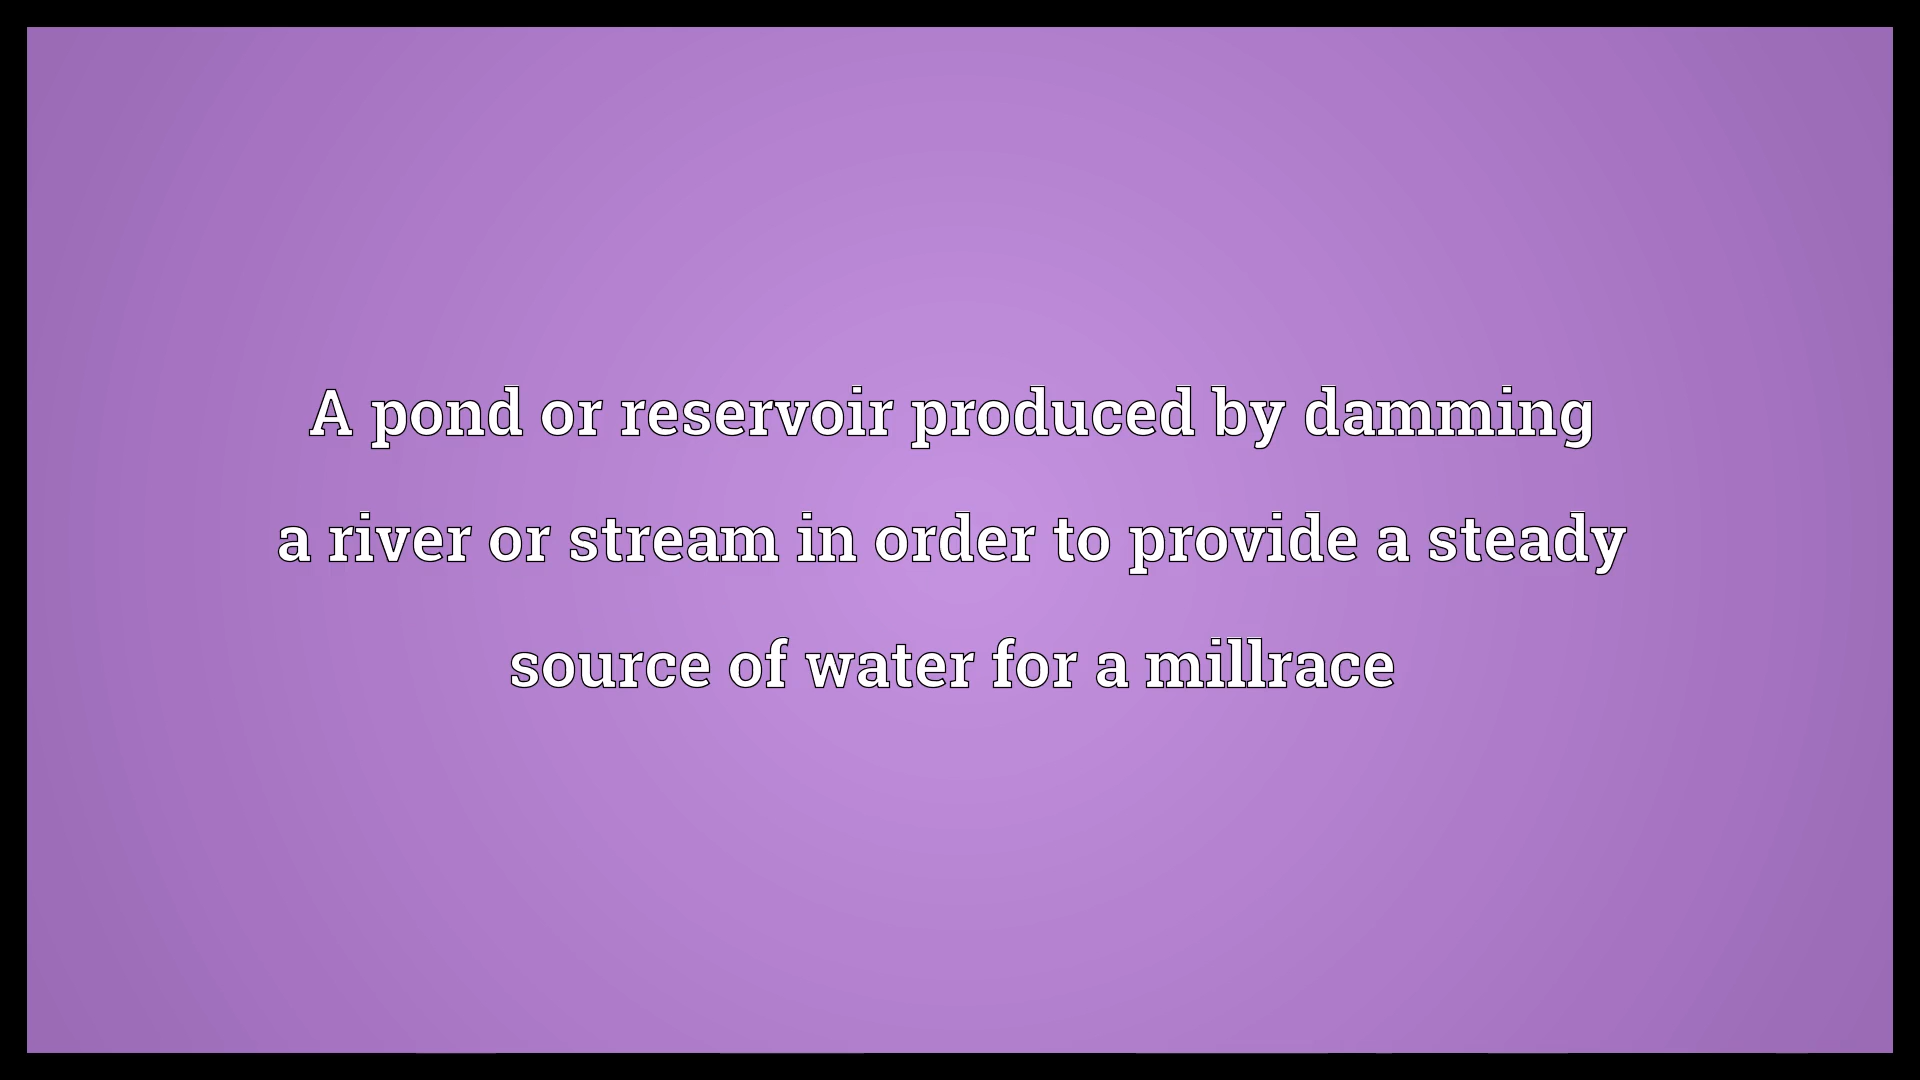 A pond or reservoir produced by damming
a river or stream in order to provide a steady
source of water for a millrace